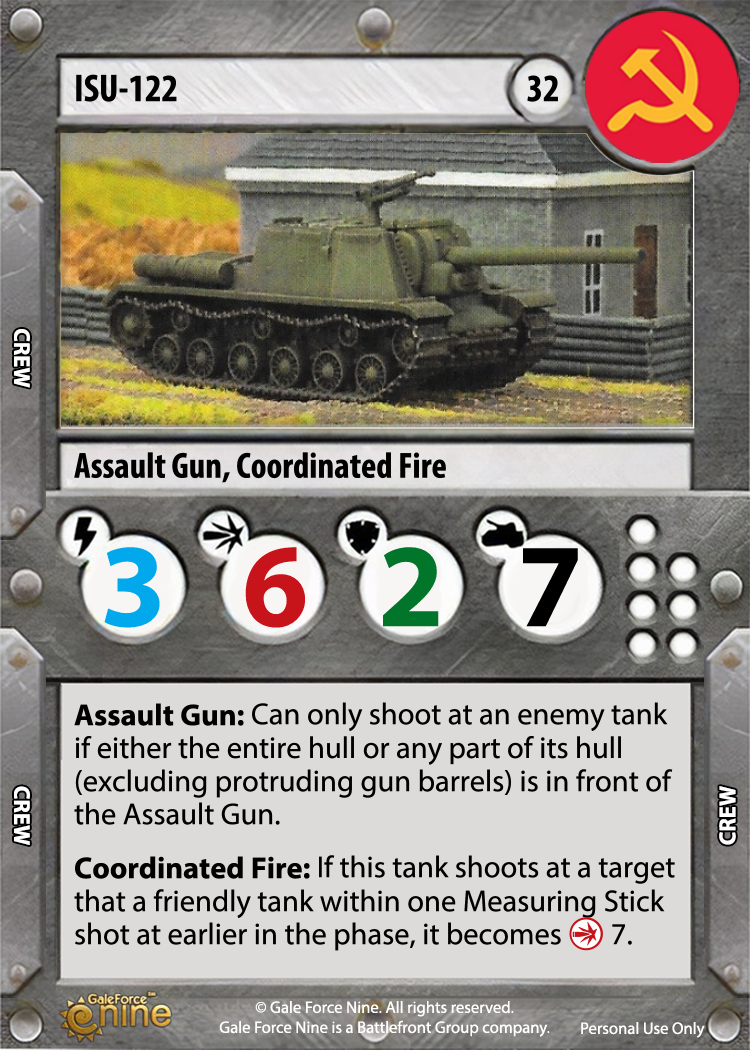 ISU-122
32
CREW
Assault Gun, Coordinated Fire
3 6 2 7
Assault Gun: Can only shoot at an enemy tank
if either the entire hull or any part of its hull
(excluding protruding gun barrels) is in front of
the Assault Gun.
CREW
CREW
Coordinated Fire: If this tank shoots at a target
that a friendly tank within one Measuring Stick
shot at earlier in the phase, it becomes 7.
GaleForce™
nine
© Gale Force Nine. All rights reserved.
Gale Force Nine is a Battlefront Group company.
Personal Use Only